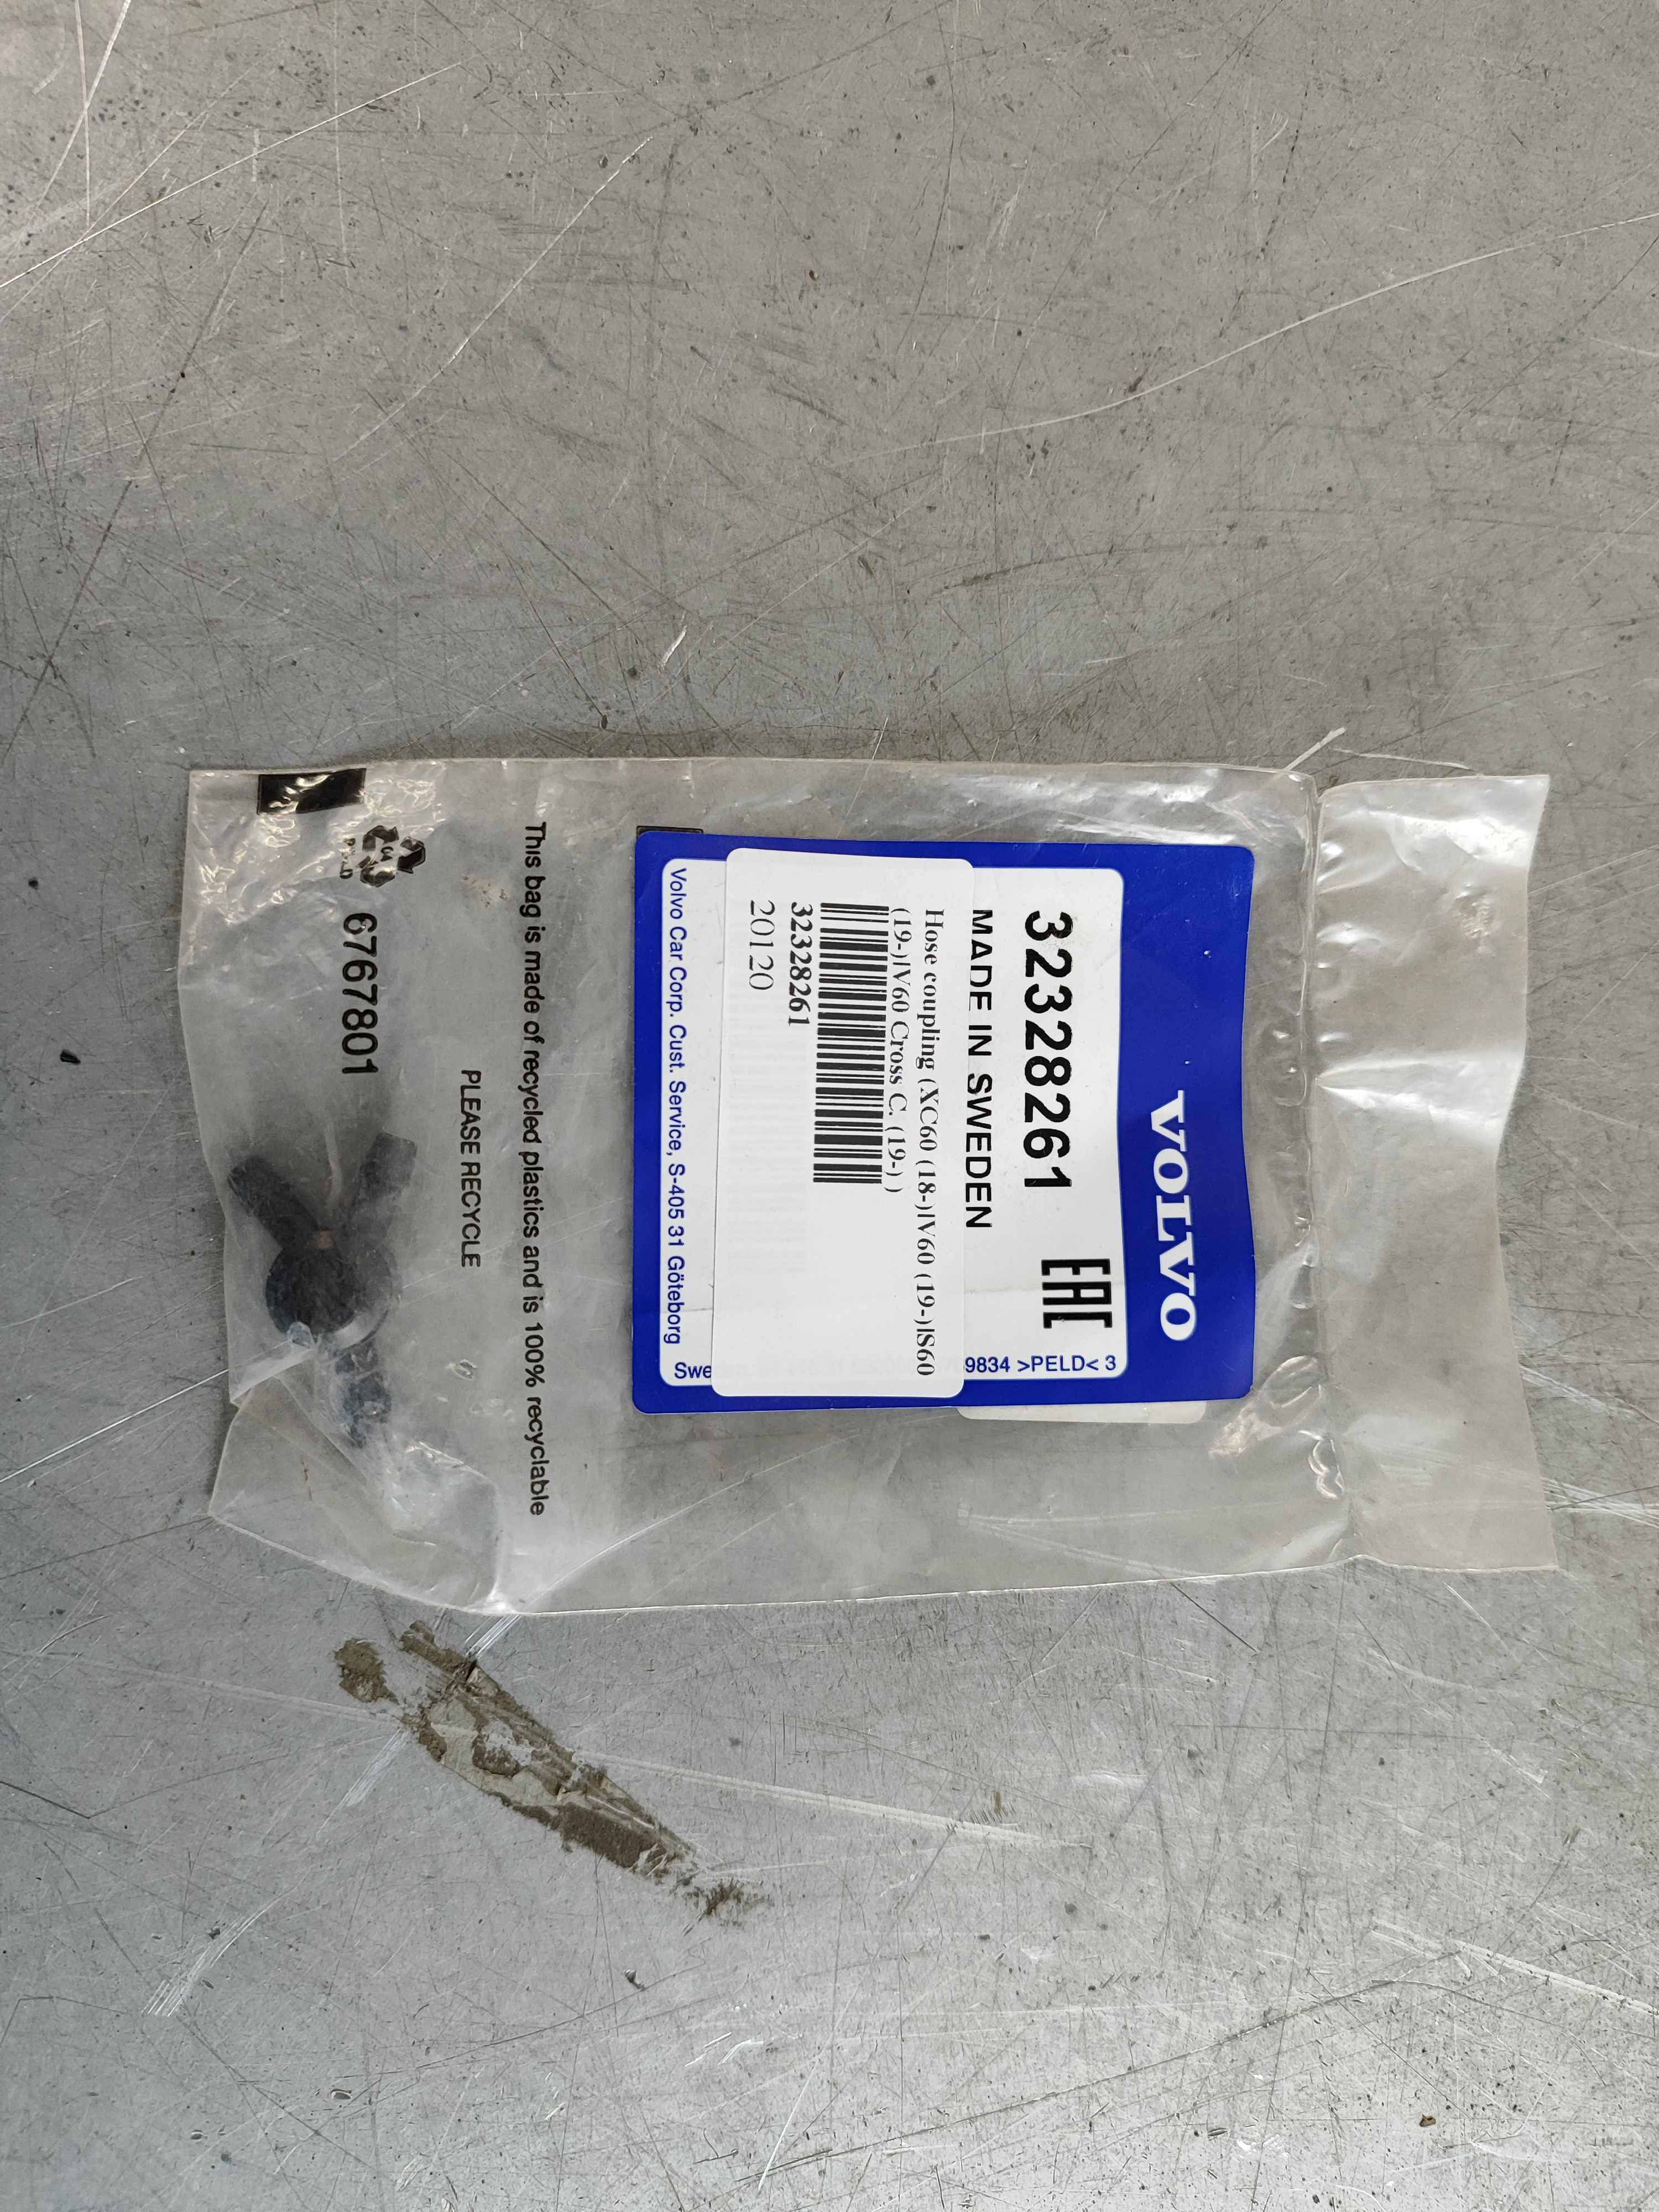 VOLVO
32328261
EAC
MADE IN SWEDEN
9834 >PELD< 3
Hose coupling (XC60 (18-)|V60 (19-)|S60
(19-)|V60 Cross C. (19-) )
32328261
20120
Volvo Car Corp. Cust. Service, S-405 31 Göteborg
This bag is made of recycled plastics and is 100% recyclable
PLEASE RECYCLE
04
6767801